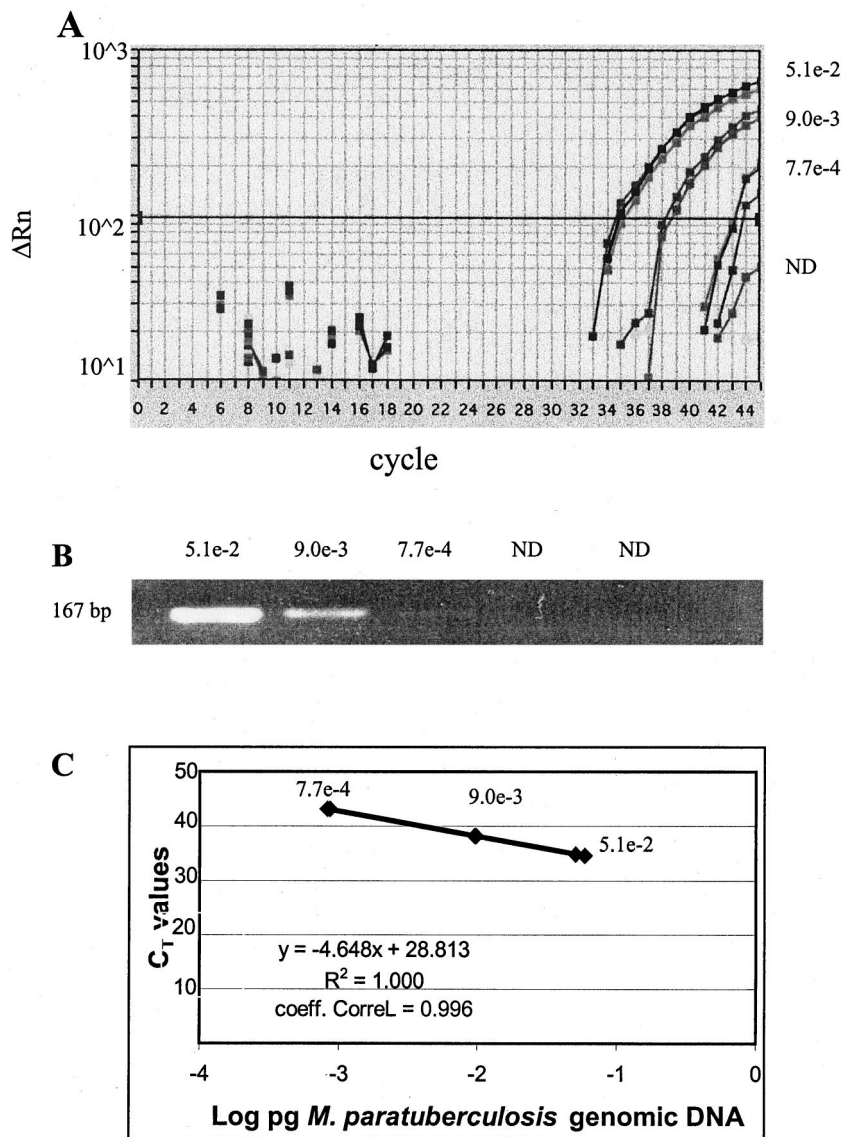 A
10^3
10^2
10^1
ΔRn
5.1e-2
9.0e-3
7.7e-4
ND
0 2 4 6 8 10 12 14 16 18 20 22 24 26 28 30 32 34 36 38 40 42 44
cycle
B
5.1e-2 9.0e-3 7.7e-4 ND ND
167 bp
C
50
40
30
20
10
C_T values
7.7e-4
9.0e-3
5.1e-2
y = -4.648x + 28.813
R² = 1.000
coeff. CorreL = 0.996
-4 -3 -2 -1 0
Log pg M. paratuberculosis genomic DNA